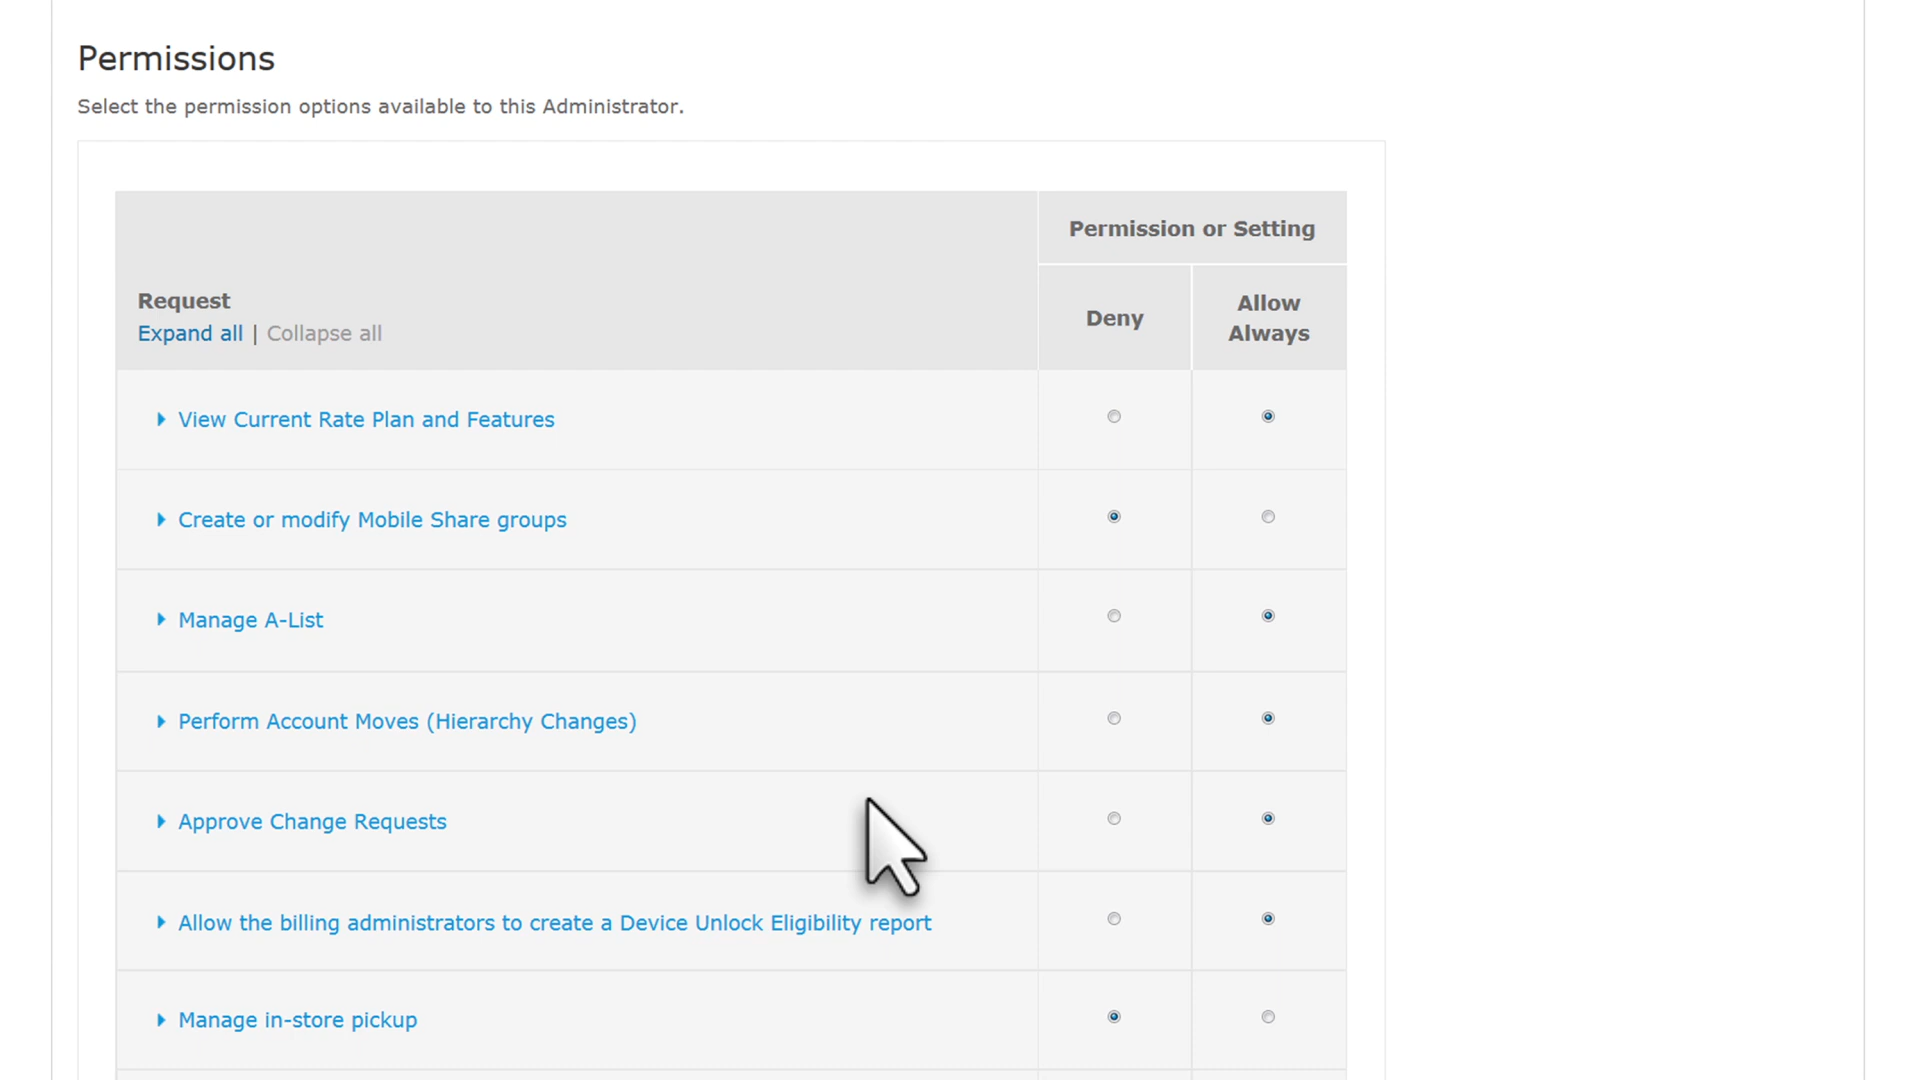 Permissions
Select the permission options available to this Administrator.
Permission or Setting
Request
Expand all | Collapse all
Deny
Allow
Always
View Current Rate Plan and Features
Create or modify Mobile Share groups
Manage A-List
Perform Account Moves (Hierarchy Changes)
Approve Change Requests
Allow the billing administrators to create a Device Unlock Eligibility report
Manage in-store pickup